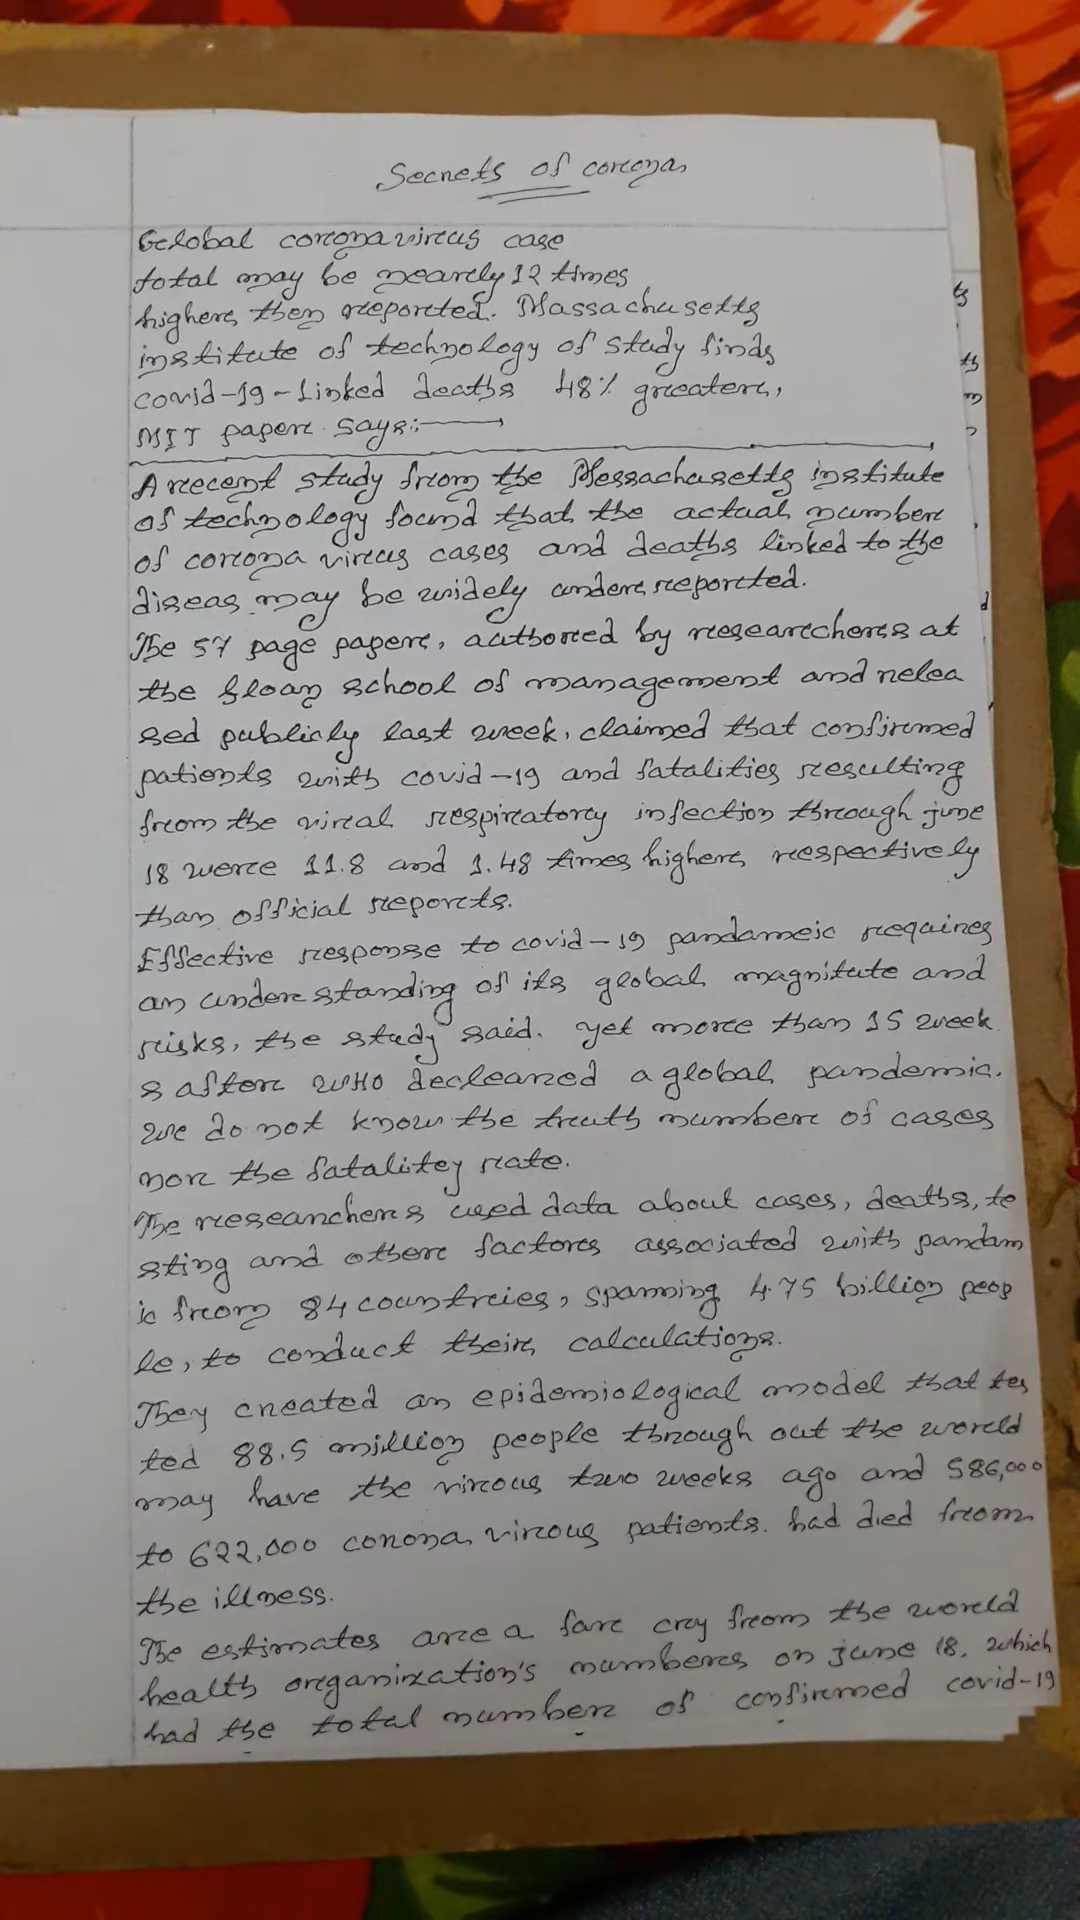 Secrets of corona
Gelobal corona virus case
total may be nearly 12 times
higher then reported. Massachusetts
institute of technology of study finds
covid-19-Linked deaths 48% greater,
MIT paper says:-
A recent study from the Messachusetts institute
of technology found that the actual number
of corona virus cases and deaths linked to the
diseas may be widely under reported.
The 57 page paper, authored by researchers at
the sloan school of management and relea
sed publicly last week, claimed that confirmed
patients with covid-19 and fatalities resulting
from the viral respiratory infection through june
18 were 11.8 and 1.48 times higher respectively
than official reports.
Effective response to covid-19 pandameic requires
an under standing of its global magnitute and
risks, the study said. yet more than 15 week
s after WHO decleared a global pandemic.
we do not know the truth number of cases
nor the fatalitey rate.
The researchers used data about cases, deaths, te
sting and other factors associated with pandam
ic from 84 countries, spanning 4.75 billion peop
le, to conduct their calculations.
They created an epidemiological model that tes
ted 88.5 million people through out the world
may have the virous two weeks ago and 586,000
to 622,000 corona virous patients. had died from
the illness.
The estimates are a far cry from the world
health organization's numbers on june 18, which
had the total number of confirmed covid-19